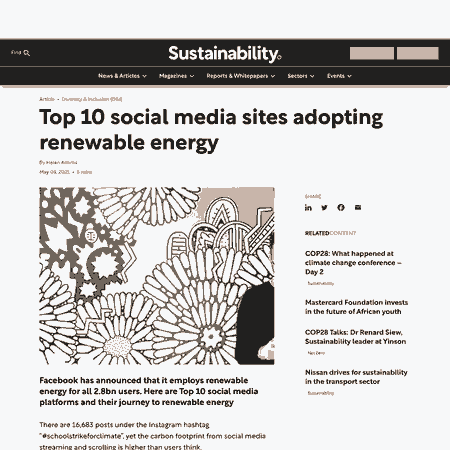 Find
Sustainability
News & Articles
Magazines
Reports & Whitepapers
Sectors
Events
Article • Diversity & Inclusion (D&I)
Top 10 social media sites adopting
renewable energy
By Helen Adams
May 09, 2021 • 5 mins
SHARE
RELATED CONTENT
COP28: What happened at
climate change conference –
Day 2
Sustainability
Mastercard Foundation invests
in the future of African youth
COP28 Talks: Dr Renard Siew,
Sustainability leader at Yinson
Net Zero
Nissan drives for sustainability
in the transport sector
Sustainability
Facebook has announced that it employs renewable
energy for all 2.8bn users. Here are Top 10 social media
platforms and their journey to renewable energy
There are 16,683 posts under the Instagram hashtag
"#schoolstrikeforclimate", yet the carbon footprint from social media
streaming and scrolling is higher than users think.